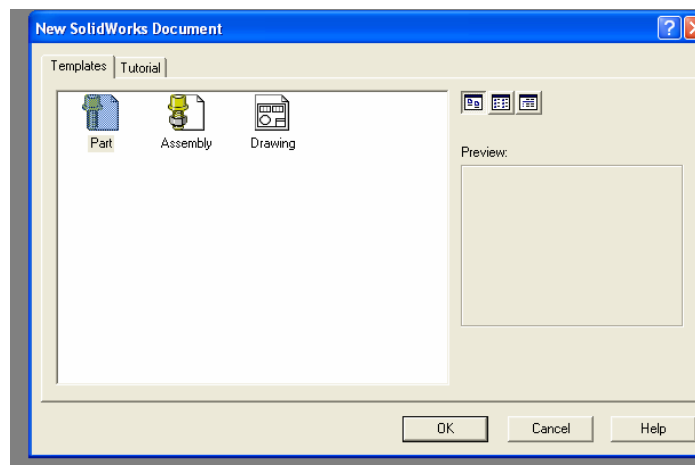 New SolidWorks Document
Templates Tutorial
Part Assembly Drawing
Preview:
OK Cancel Help